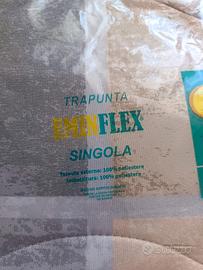 TRAPUNTA
EMINFLEX
SINGOLA
Tessuto esterno: 100% poliestere
Imbottitura: 100% poliestere